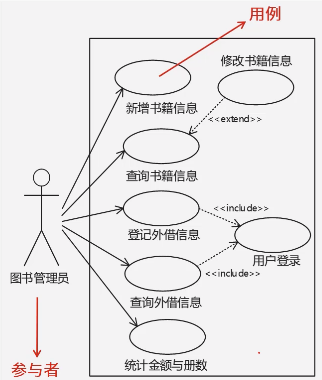 用例
修改书籍信息
新增书籍信息
<<extend>>
查询书籍信息
<<include>>
登记外借信息
用户登录
图书管理员
<<include>>
查询外借信息
参与者
统计金额与册数